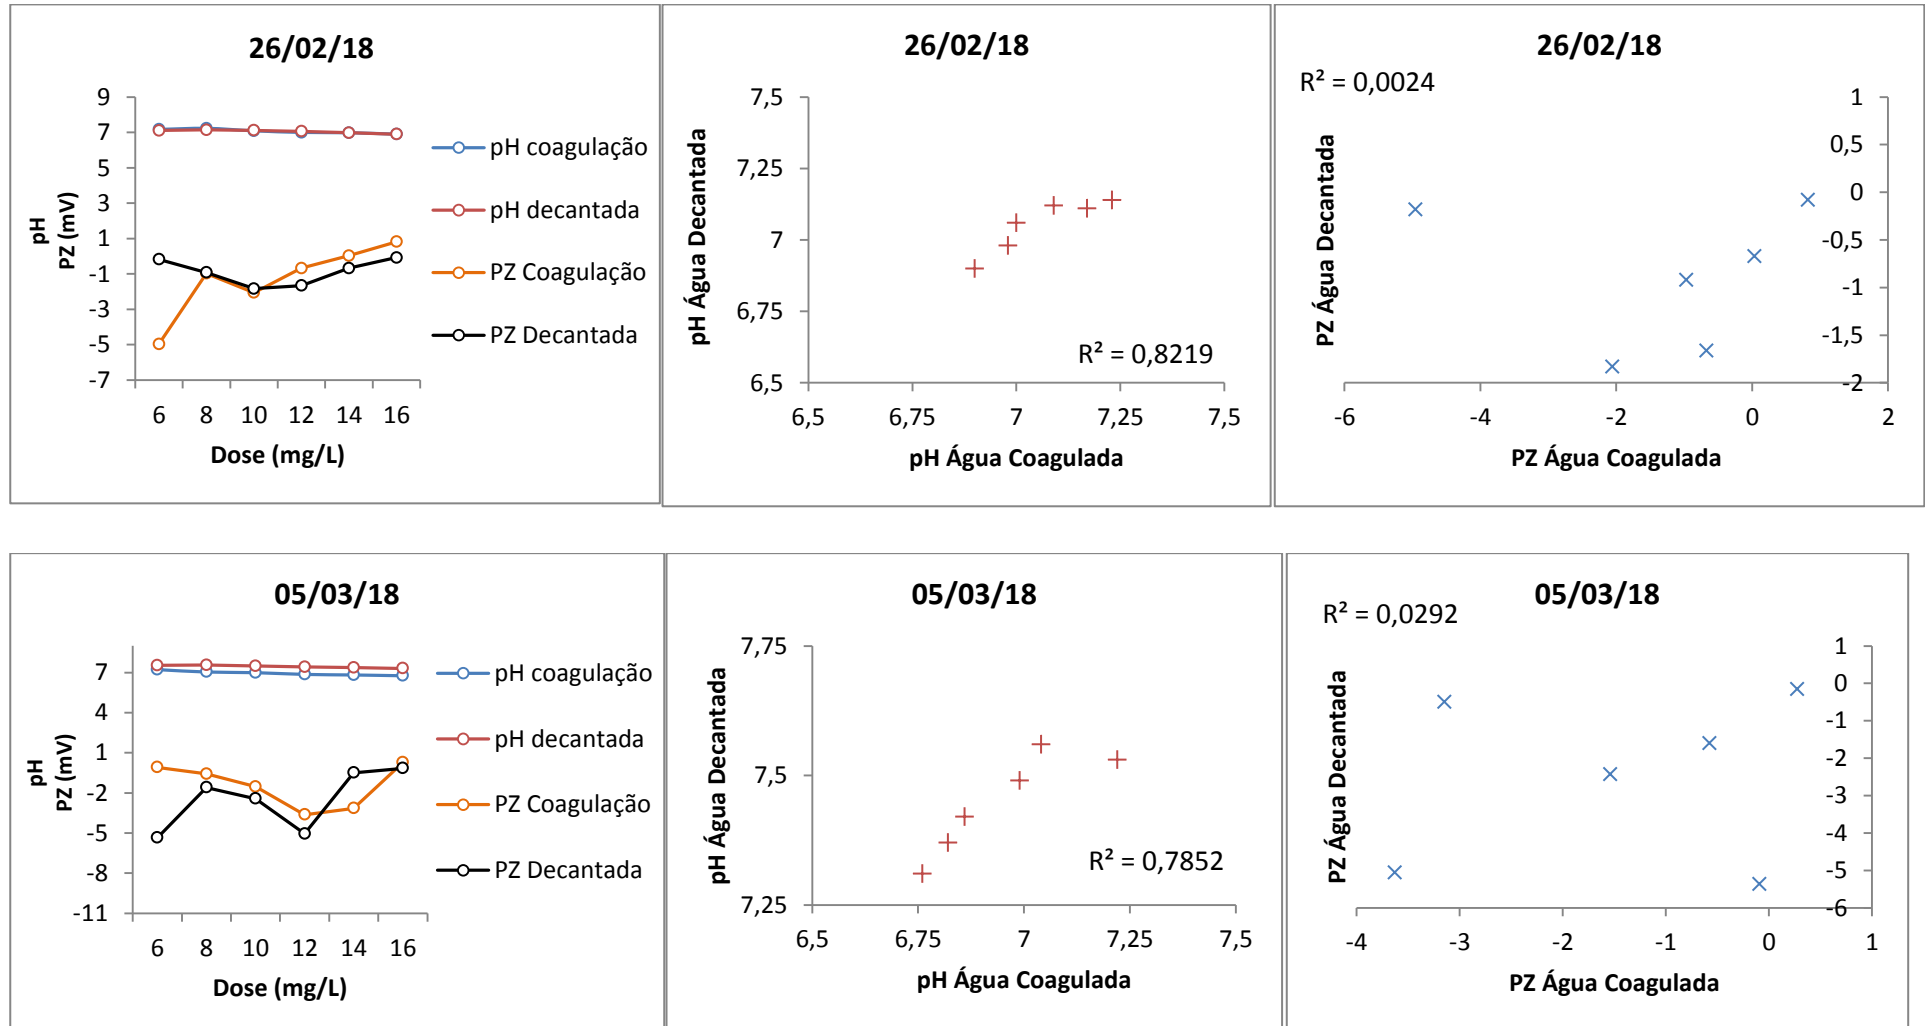 26/02/18
9
7
5
3
1
-1
-3
-5
-7
pH
PZ (mV)
6 8 10 12 14 16
Dose (mg/L)
pH coagulação
pH decantada
PZ Coagulação
PZ Decantada
26/02/18
7,5
7,25
7
6,75
6,5
pH Água Decantada
R² = 0,8219
6,5 6,75 7 7,25 7,5
pH Água Coagulada
26/02/18
R² = 0,0024
1
0,5
0
-0,5
-1
-1,5
-2
PZ Água Decantada
-6 -4 -2 0 2
PZ Água Coagulada
05/03/18
7
4
1
-2
-5
-8
-11
pH
PZ (mV)
6 8 10 12 14 16
Dose (mg/L)
pH coagulação
pH decantada
PZ Coagulação
PZ Decantada
05/03/18
7,75
7,5
7,25
pH Água Decantada
R² = 0,7852
6,5 6,75 7 7,25 7,5
pH Água Coagulada
05/03/18
R² = 0,0292
1
0
-1
-2
-3
-4
-5
-6
PZ Água Decantada
-4 -3 -2 -1 0 1
PZ Água Coagulada